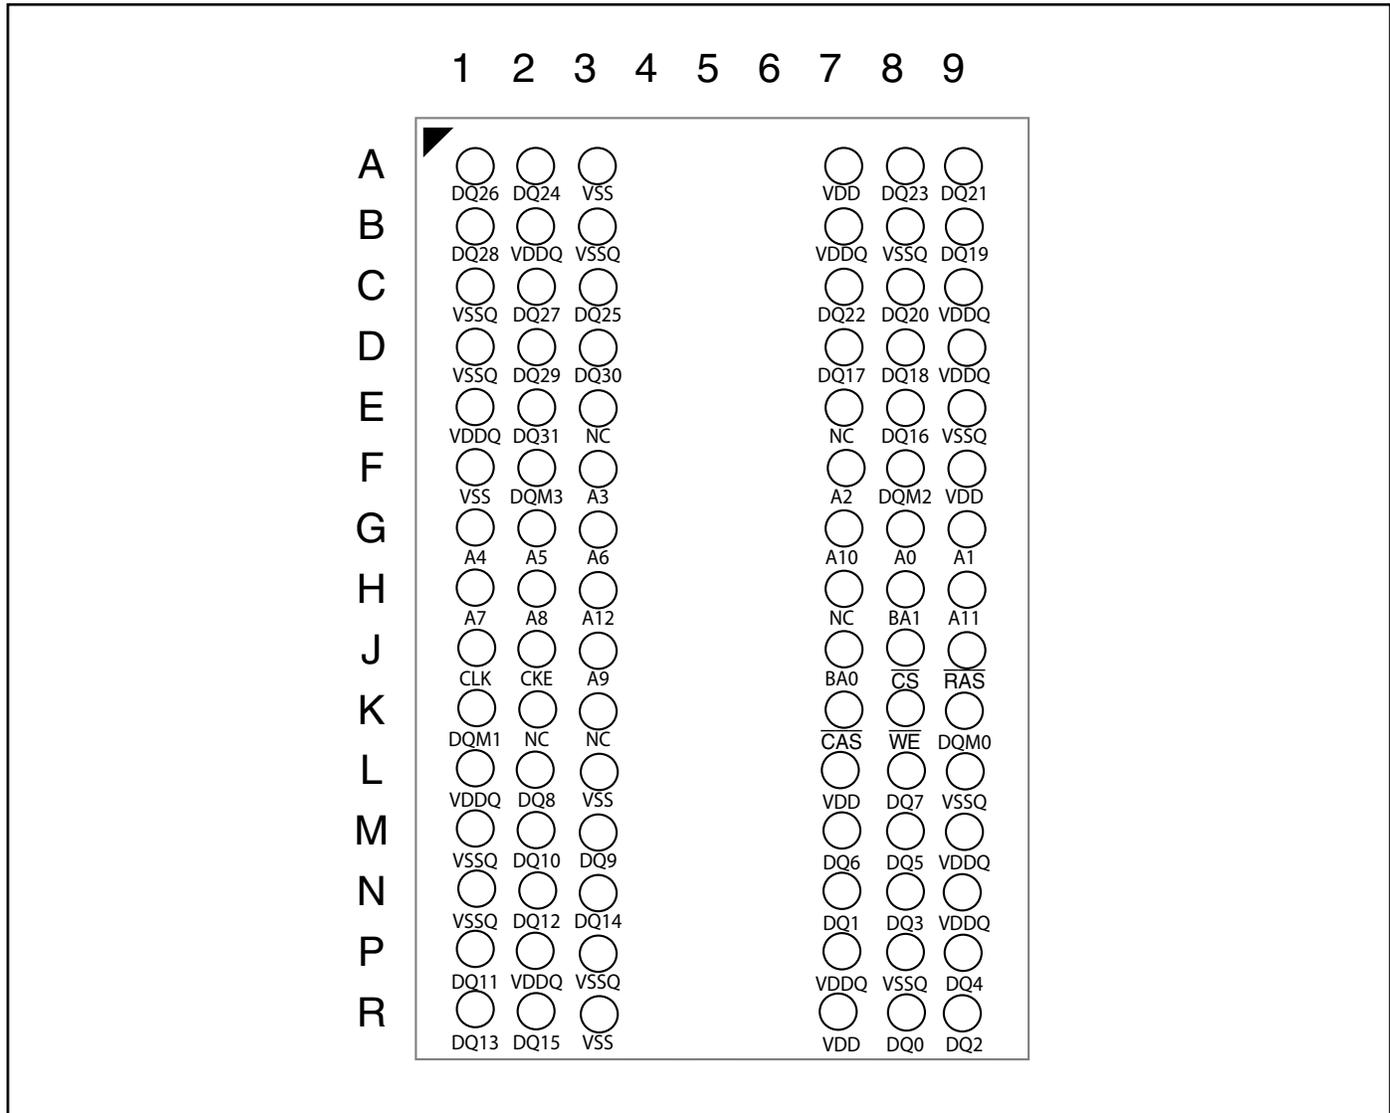 1 2 3 4 5 6 7 8 9
A
DQ26 DQ24 VSS VDD DQ23 DQ21
B
DQ28 VDDQ VSSQ VDDQ VSSQ DQ19
C
VSSQ DQ27 DQ25 DQ22 DQ20 VDDQ
D
VSSQ DQ29 DQ30 DQ17 DQ18 VDDQ
E
VDDQ DQ31 NC NC DQ16 VSSQ
F
VSS DQM3 A3 A2 DQM2 VDD
G
A4 A5 A6 A10 A0 A1
H
A7 A8 A12 NC BA1 A11
J
CLK CKE A9 BA0 C̅S̅ R̅A̅S̅
K
DQM1 NC NC C̅A̅S̅ W̅E̅ DQM0
L
VDDQ DQ8 VSS VDD DQ7 VSSQ
M
VSSQ DQ10 DQ9 DQ6 DQ5 VDDQ
N
VSSQ DQ12 DQ14 DQ1 DQ3 VDDQ
P
DQ11 VDDQ VSSQ VDDQ VSSQ DQ4
R
DQ13 DQ15 VSS VDD DQ0 DQ2